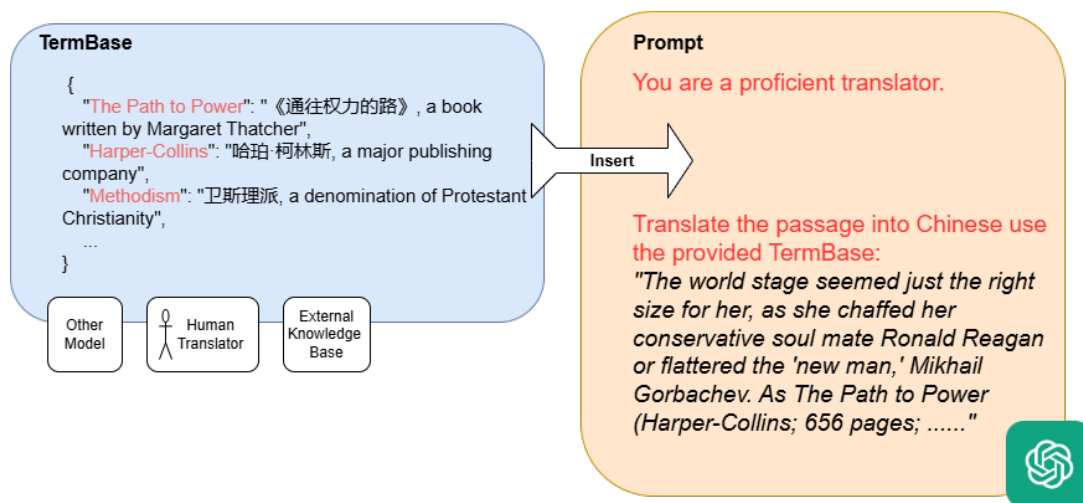 TermBase
{
"The Path to Power": "《通往权力的路》, a book
written by Margaret Thatcher",
"Harper-Collins": "哈珀·柯林斯, a major publishing
company",
"Methodism": "卫斯理派, a denomination of Protestant
Christianity",
...
}
Other
Model
Human
Translator
External
Knowledge
Base
Insert
Prompt
You are a proficient translator.
Translate the passage into Chinese use
the provided TermBase:
"The world stage seemed just the right
size for her, as she chaffed her
conservative soul mate Ronald Reagan
or flattered the 'new man,' Mikhail
Gorbachev. As The Path to Power
(Harper-Collins; 656 pages; ......"